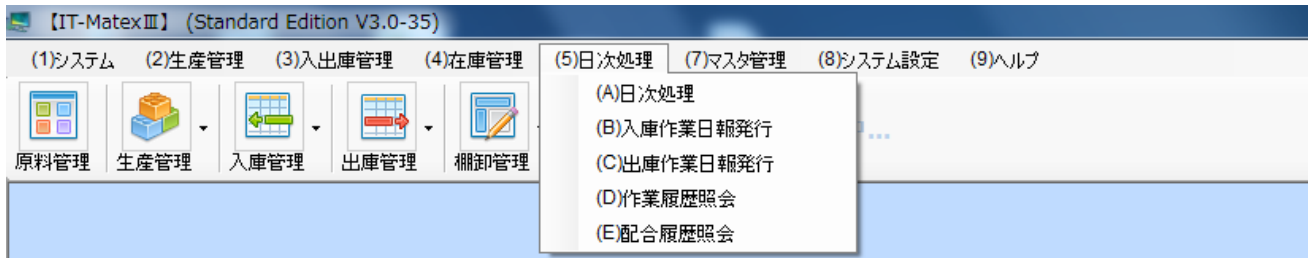 【IT-MatexⅢ】 (Standard Edition V3.0-35)
(1)システム (2)生産管理 (3)入出庫管理 (4)在庫管理 (5)日次処理 (7)マスタ管理 (8)システム設定 (9)ヘルプ
(A)日次処理
(B)入庫作業日報発行
(C)出庫作業日報発行
(D)作業履歴照会
(E)配合履歴照会
原料管理 生産管理 入庫管理 出庫管理 棚卸管理